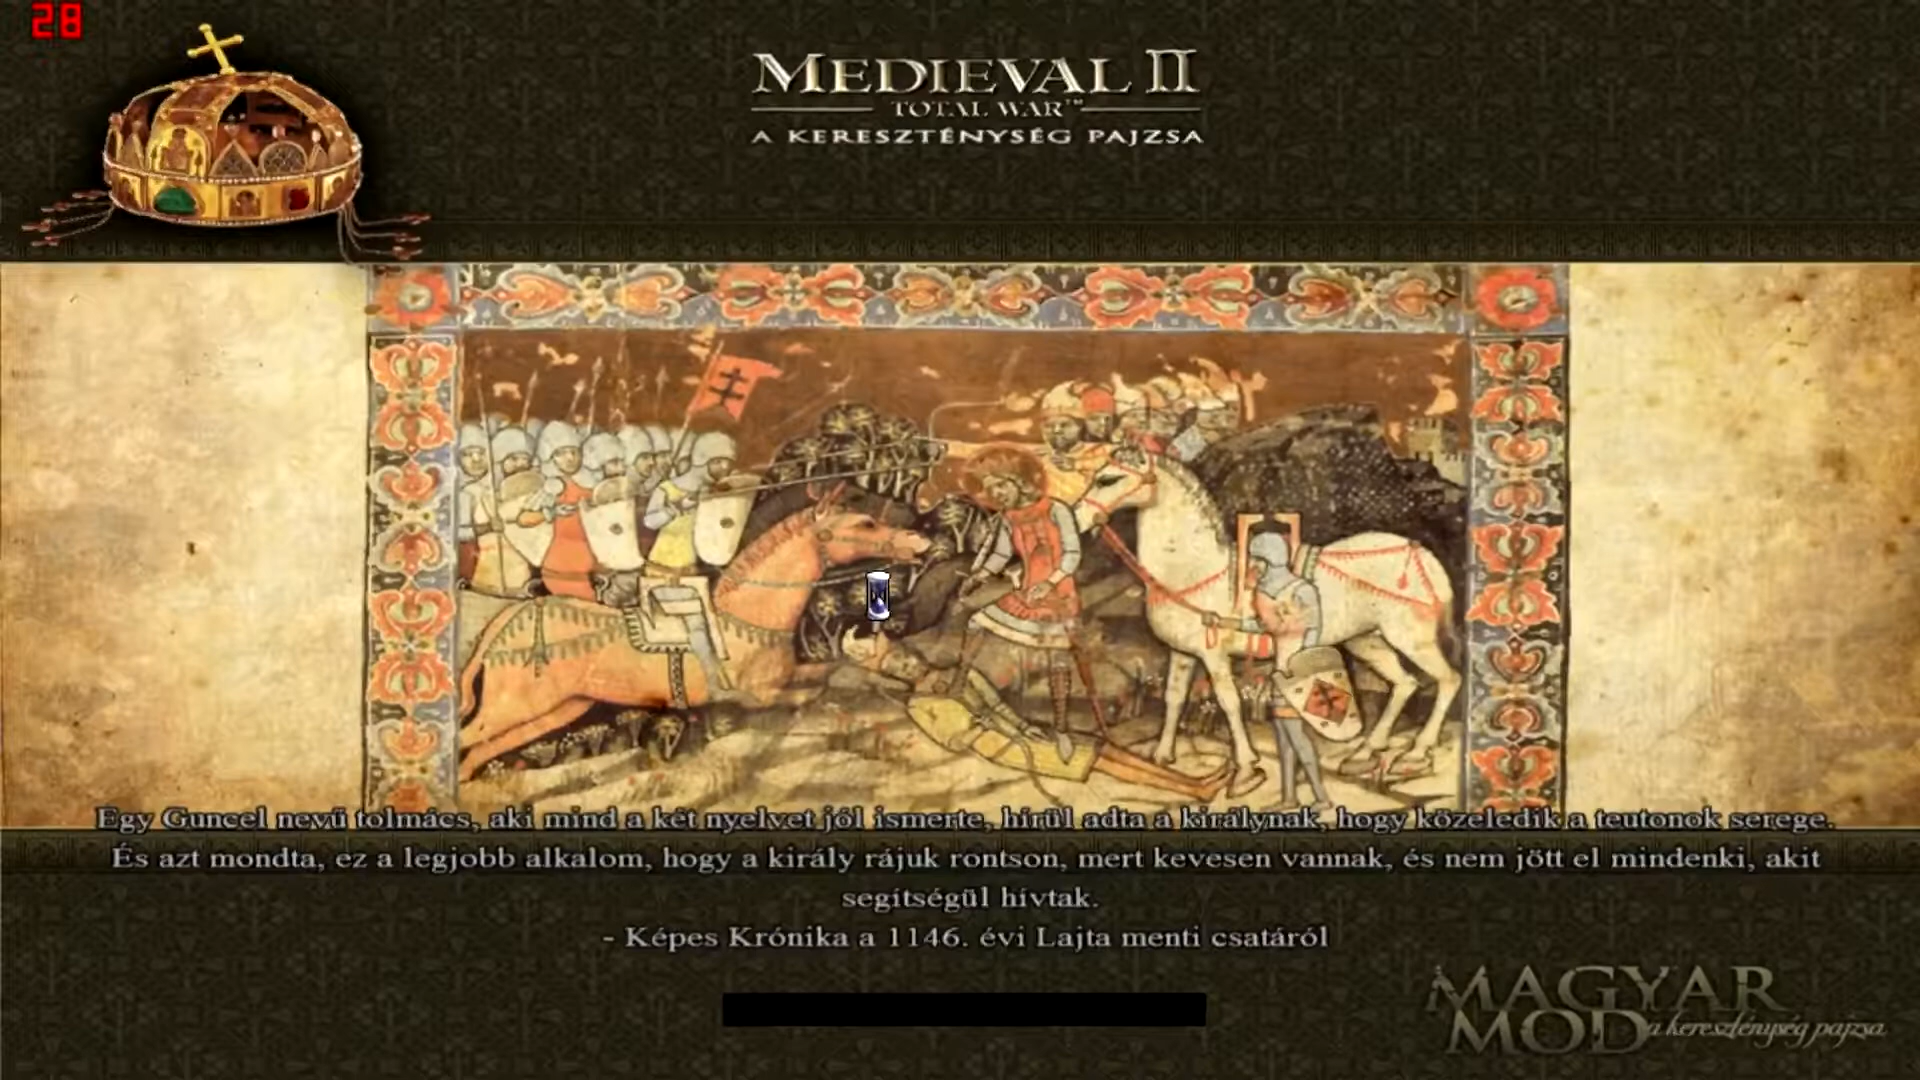 28
MEDIEVAL II
TOTAL WAR™
A KERESZTÉNYSÉG PAJZSA
Egy Guncel nevű tolmács, aki mind a két nyelvet jól ismerte, hírül adta a királynak, hogy közeledik a teutonok serege.
És azt mondta, ez a legjobb alkalom, hogy a király rájuk rontson, mert kevesen vannak, és nem jött el mindenki, akit
segítségül hívtak.
- Képes Krónika a 1146. évi Lajta menti csatáról
MAGYAR
MOD a kereszténység pajzsa